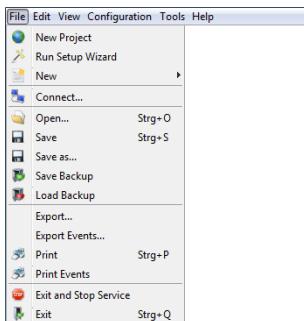 File Edit View Configuration Tools Help
New Project
Run Setup Wizard
New
Connect...
Open... Strg+O
Save Strg+S
Save as...
Save Backup
Load Backup
Export...
Export Events...
Print Strg+P
Print Events
Exit and Stop Service
Exit Strg+Q